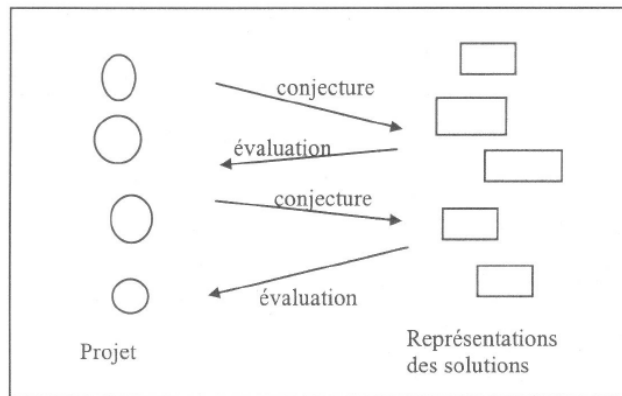 conjecture
évaluation
conjecture
évaluation
Projet
Représentations
des solutions